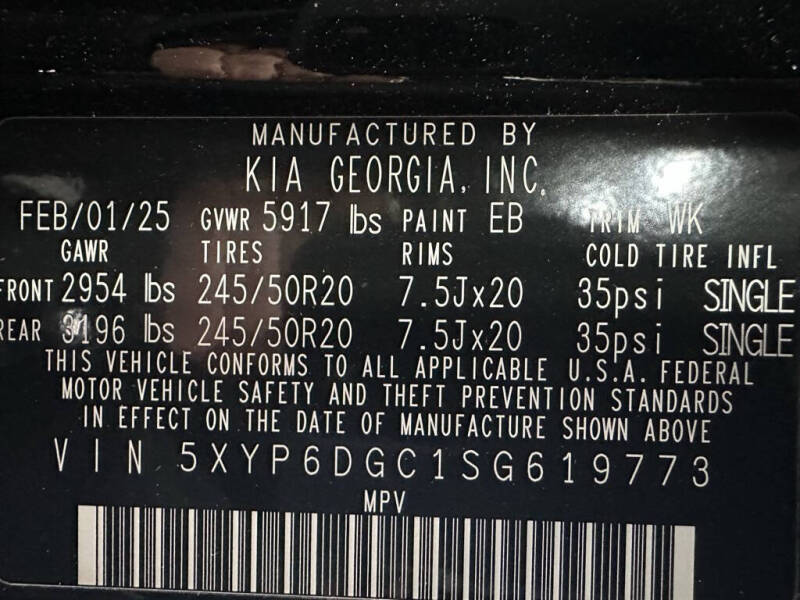 MANUFACTURED BY
KIA GEORGIA, INC.
FEB/01/25 GVWR 5917 lbs PAINT EB TRIM WK
GAWR TIRES RIMS COLD TIRE INFL
FRONT 2954 lbs 245/50R20 7.5Jx20 35psi SINGLE
REAR 3196 lbs 245/50R20 7.5Jx20 35psi SINGLE
THIS VEHICLE CONFORMS TO ALL APPLICABLE U.S.A. FEDERAL
MOTOR VEHICLE SAFETY AND THEFT PREVENTION STANDARDS
IN EFFECT ON THE DATE OF MANUFACTURE SHOWN ABOVE
VIN 5XYP6DGC1SG619773
MPV